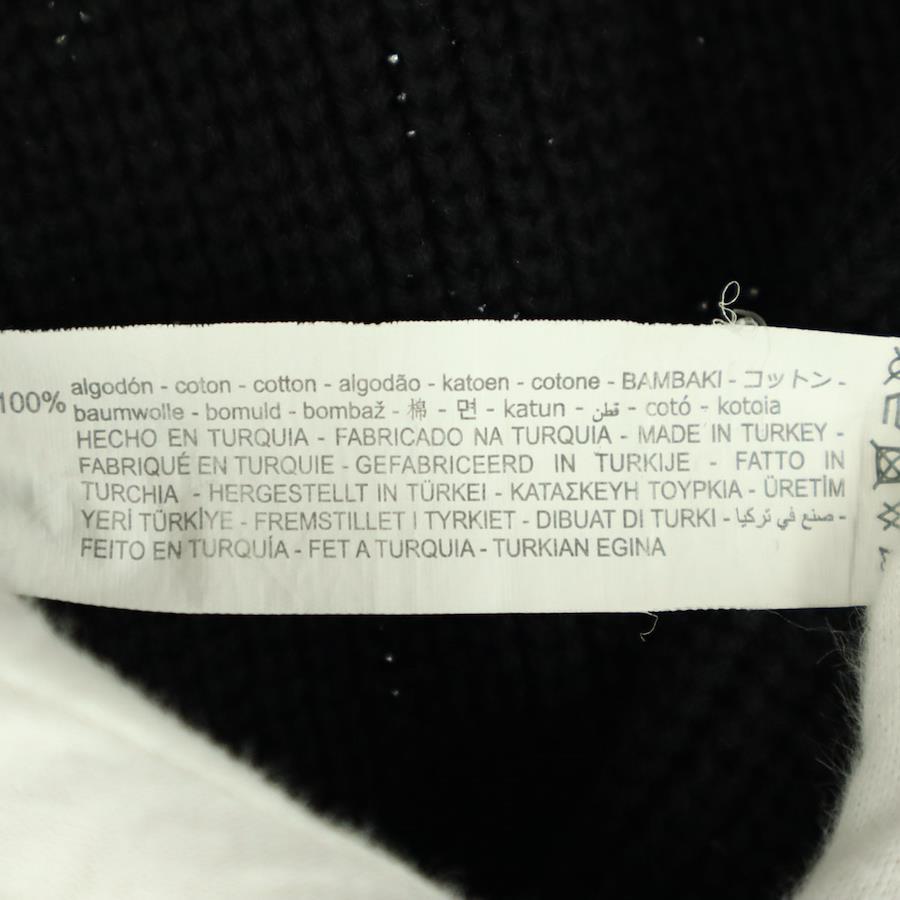 100% algodón - coton - cotton - algodão - katoen - cotone - BAMBAKI - コットン -
baumwolle - bomuld - bombaž - 棉 - 면 - katun - قطن - cotó - kotoia
HECHO EN TURQUIA - FABRICADO NA TURQUIA - MADE IN TURKEY -
FABRIQUÉ EN TURQUIE - GEFABRICEERD IN TURKIJE - FATTO IN
TURCHIA - HERGESTELLT IN TÜRKEI - ΚΑΤΑΣΚΕΥΗ ΤΟΥΡΚΙΑ - ÜRETİM
YERİ TÜRKİYE - FREMSTILLET I TYRKIET - DIBUAT DI TURKI - صنع في تركيا -
FEITO EN TURQUÍA - FET A TURQUIA - TURKIAN EGINA